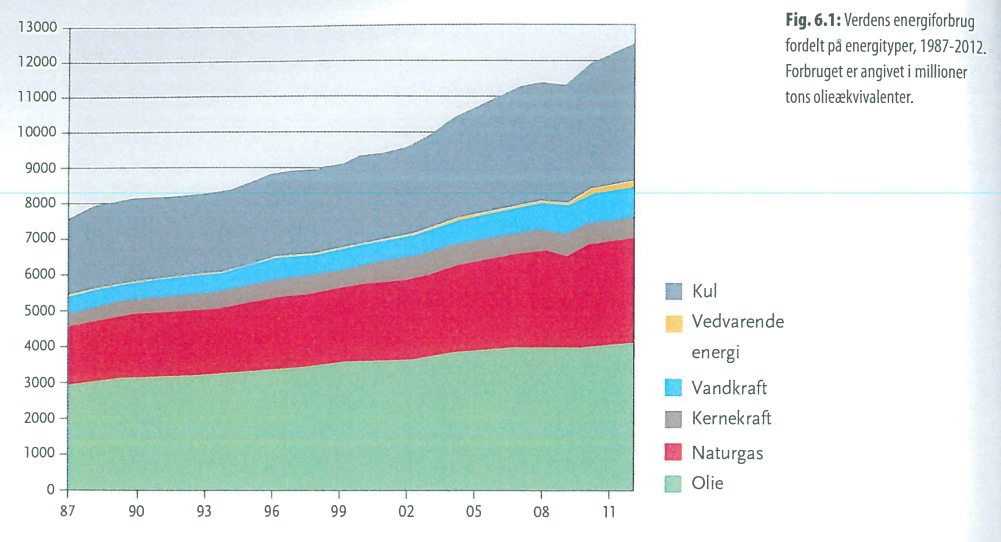 Fig. 6.1: Verdens energiforbrug
fordelt på energityper, 1987-2012.
Forbruget er angivet i millioner
tons olieækvivalenter.
13000
12000
11000
10000
9000
8000
7000
6000
5000
4000
3000
2000
1000
0
87 90 93 96 99 02 05 08 11
Kul
Vedvarende
energi
Vandkraft
Kernekraft
Naturgas
Olie